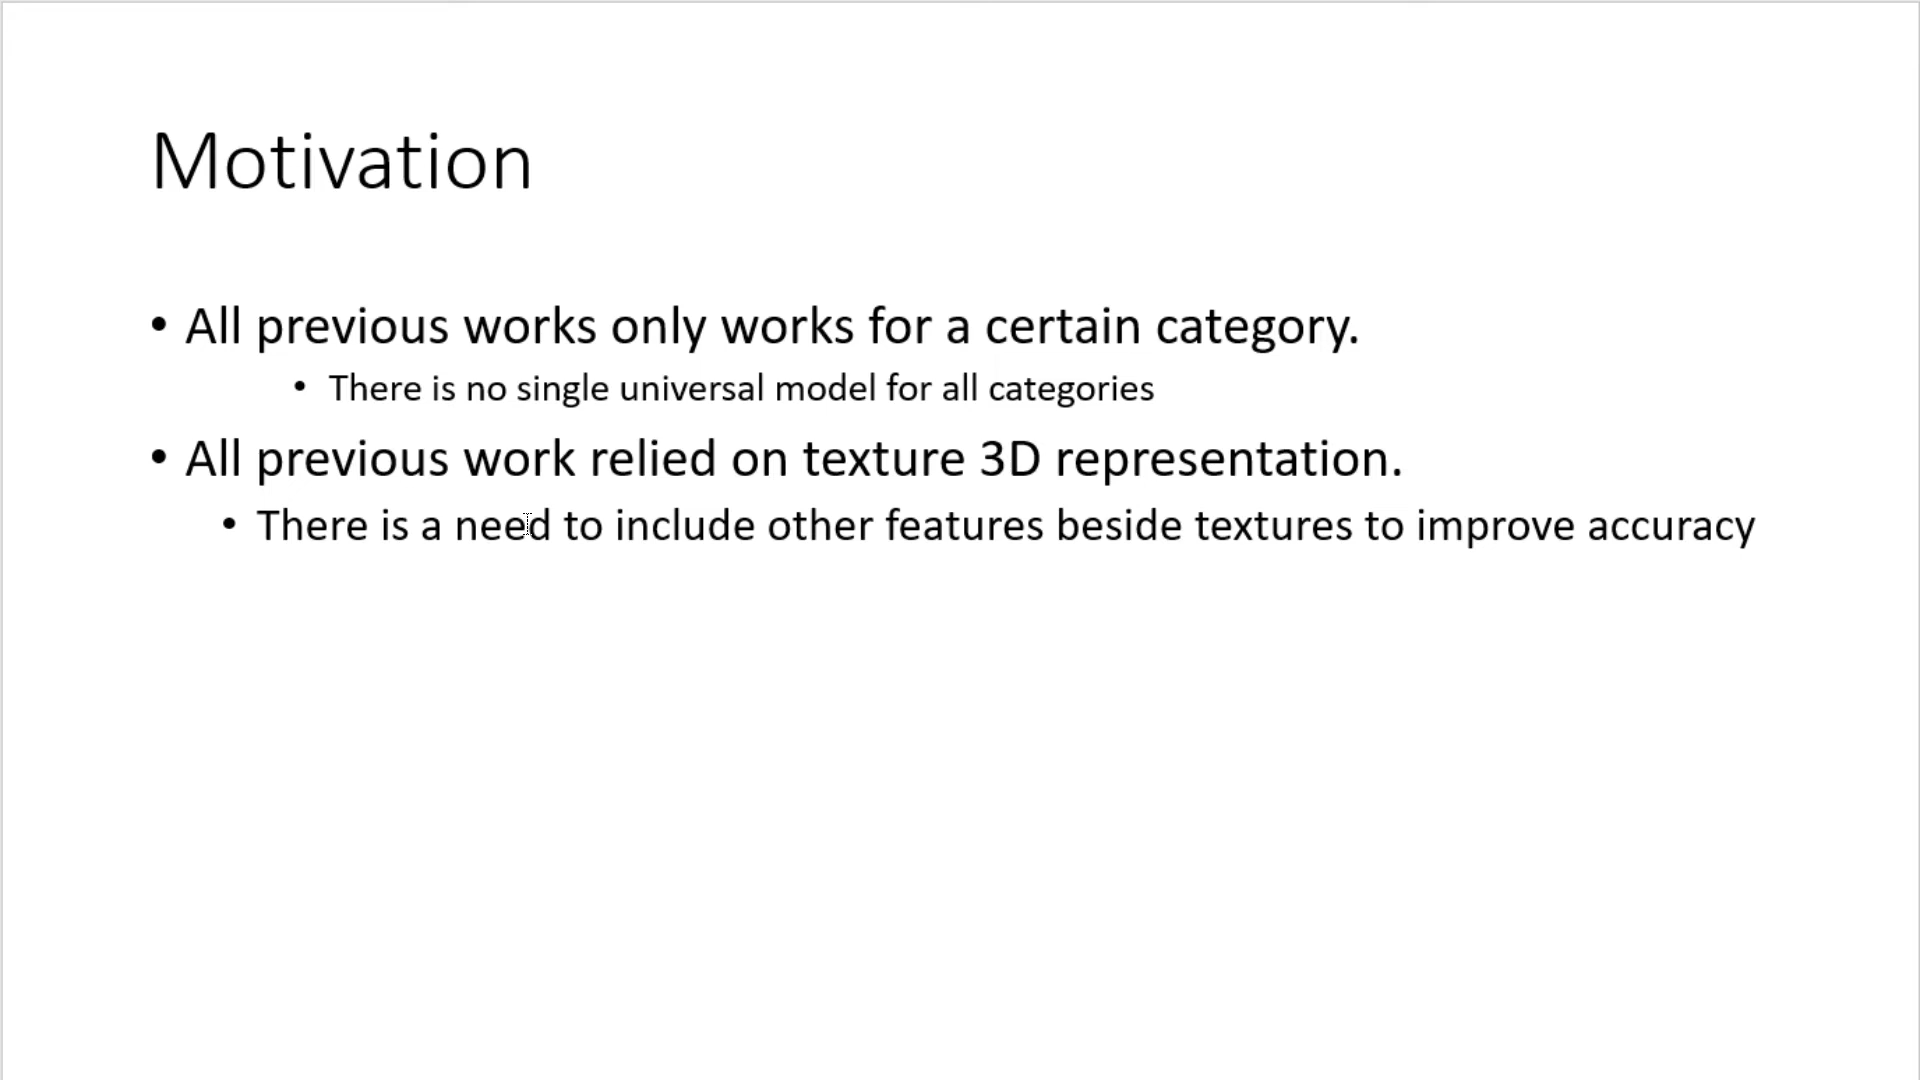 Motivation
• All previous works only works for a certain category.
• There is no single universal model for all categories
• All previous work relied on texture 3D representation.
• There is a need to include other features beside textures to improve accuracy